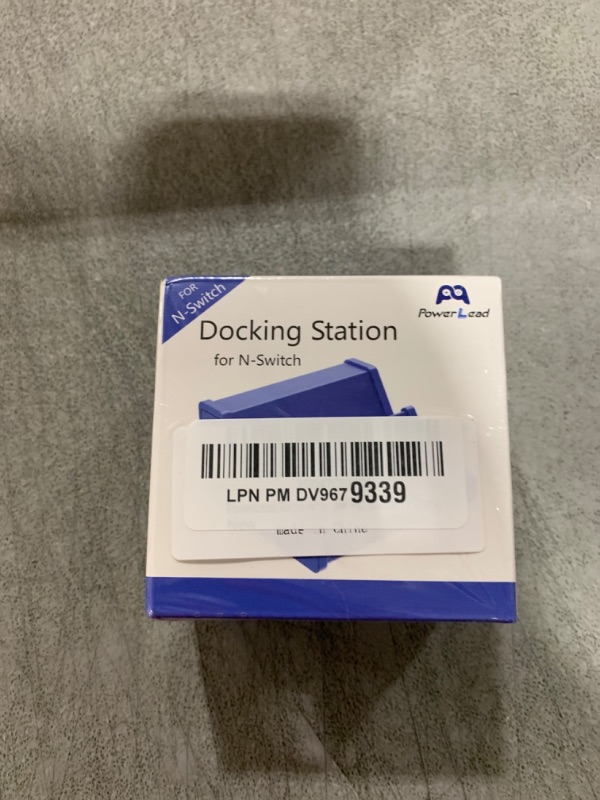 FOR
N-Switch
PowerLead
Docking Station
for N-Switch
LPN PM DV9679339